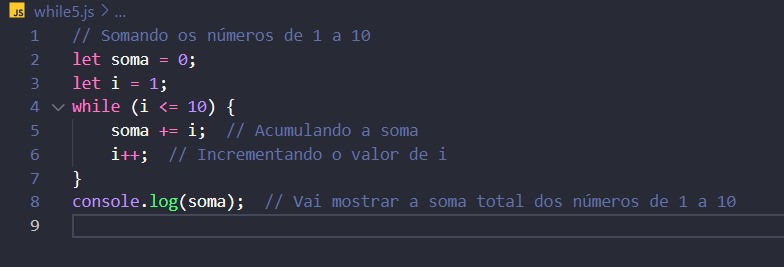 JS while5.js > ...
1 // Somando os números de 1 a 10
2 let soma = 0;
3 let i = 1;
4 while (i <= 10) {
5     soma += i;  // Acumulando a soma
6     i++;  // Incrementando o valor de i
7 }
8 console.log(soma);  // Vai mostrar a soma total dos números de 1 a 10
9